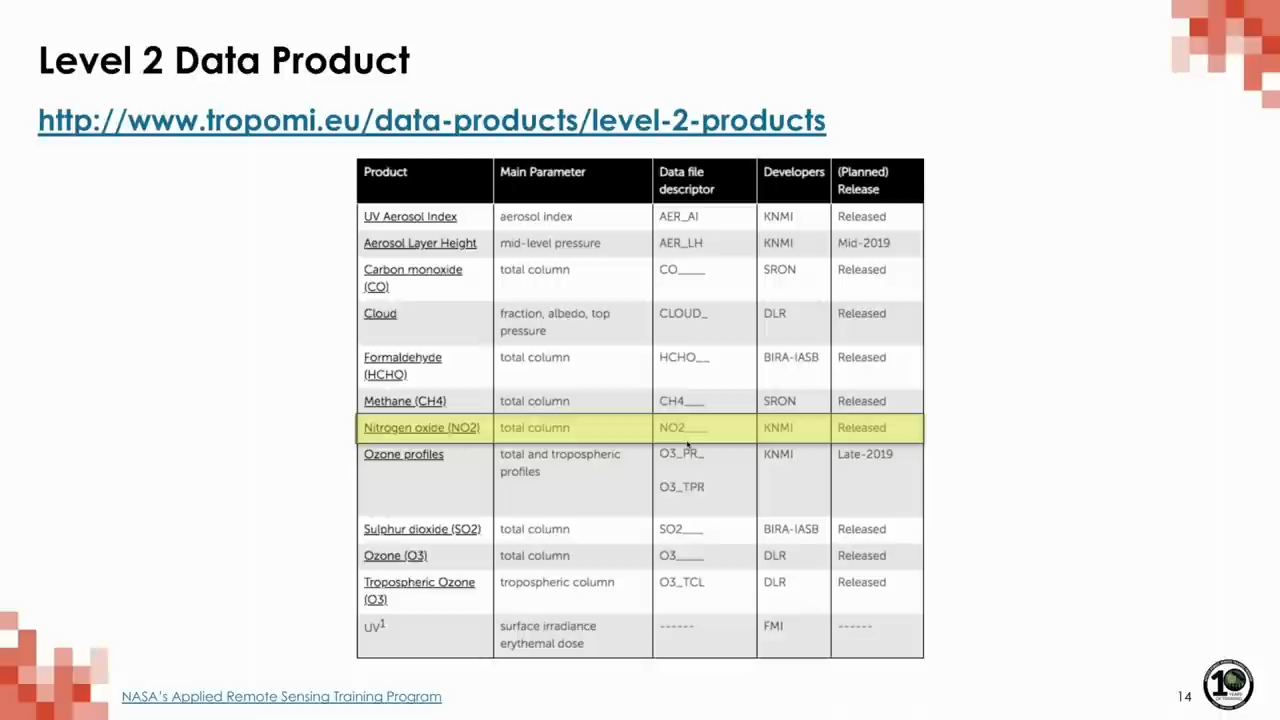 Level 2 Data Product
http://www.tropomi.eu/data-products/level-2-products
Product Main Parameter Data file descriptor Developers (Planned) Release
UV Aerosol Index aerosol index AER_AI KNMI Released
Aerosol Layer Height mid-level pressure AER_LH KNMI Mid-2019
Carbon monoxide (CO) total column CO____ SRON Released
Cloud fraction, albedo, top pressure CLOUD_ DLR Released
Formaldehyde (HCHO) total column HCHO__ BIRA-IASB Released
Methane (CH4) total column CH4___ SRON Released
Nitrogen oxide (NO2) total column NO2___ KNMI Released
Ozone profiles total and tropospheric profiles O3_PR_ O3_TPR KNMI Late-2019
Sulphur dioxide (SO2) total column SO2___ BIRA-IASB Released
Ozone (O3) total column O3____ DLR Released
Tropospheric Ozone (O3) tropospheric column O3_TCL DLR Released
UV1 surface irradiance erythemal dose ------ FMI ------
NASA's Applied Remote Sensing Training Program
14
10